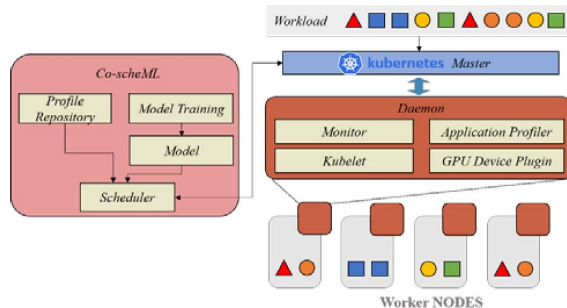 Workload
kubernetes Master
Co-scheML
Profile
Repository
Model Training
Model
Scheduler
Daemon
Monitor
Application Profiler
Kubelet
GPU Device Plugin
Worker NODES